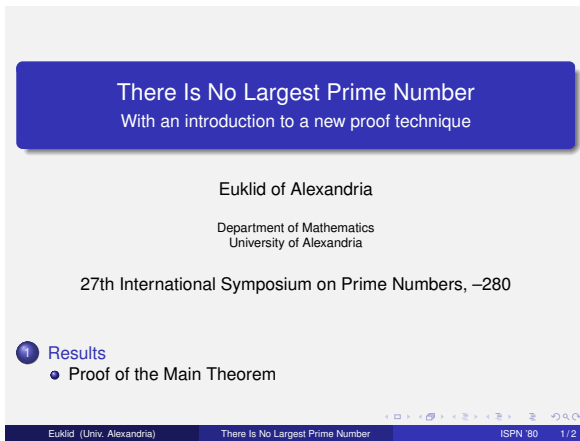 There Is No Largest Prime Number
With an introduction to a new proof technique
Euklid of Alexandria
Department of Mathematics
University of Alexandria
27th International Symposium on Prime Numbers, –280
1 Results
Proof of the Main Theorem
Euklid (Univ. Alexandria) There Is No Largest Prime Number ISPN '80 1 / 2